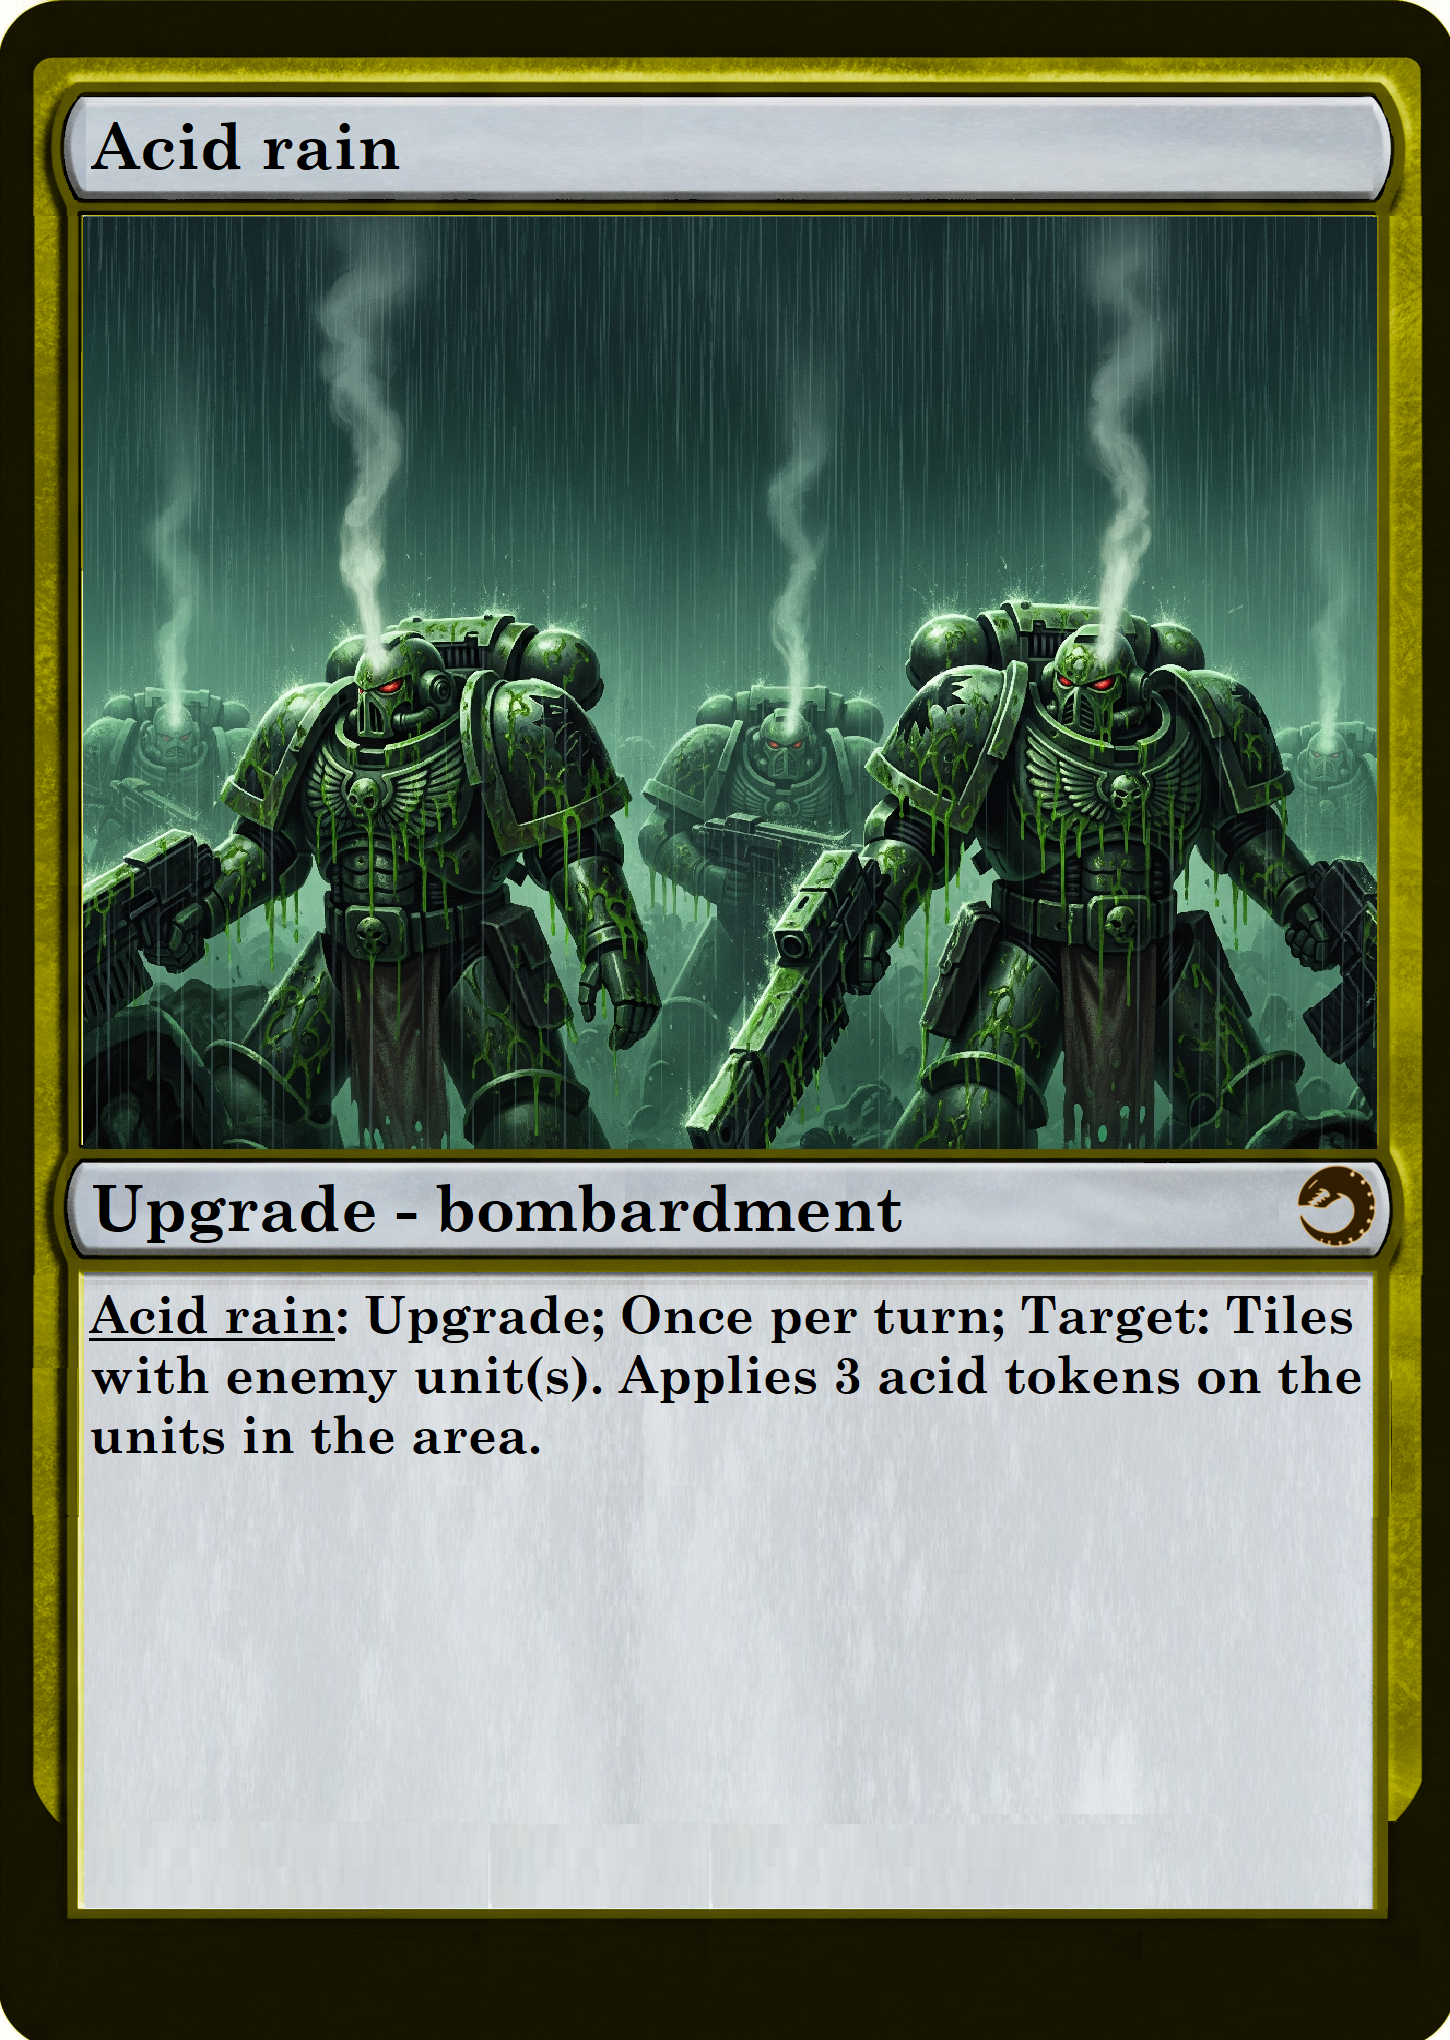 Acid rain
Upgrade - bombardment
Acid rain: Upgrade; Once per turn; Target: Tiles
with enemy unit(s). Applies 3 acid tokens on the
units in the area.